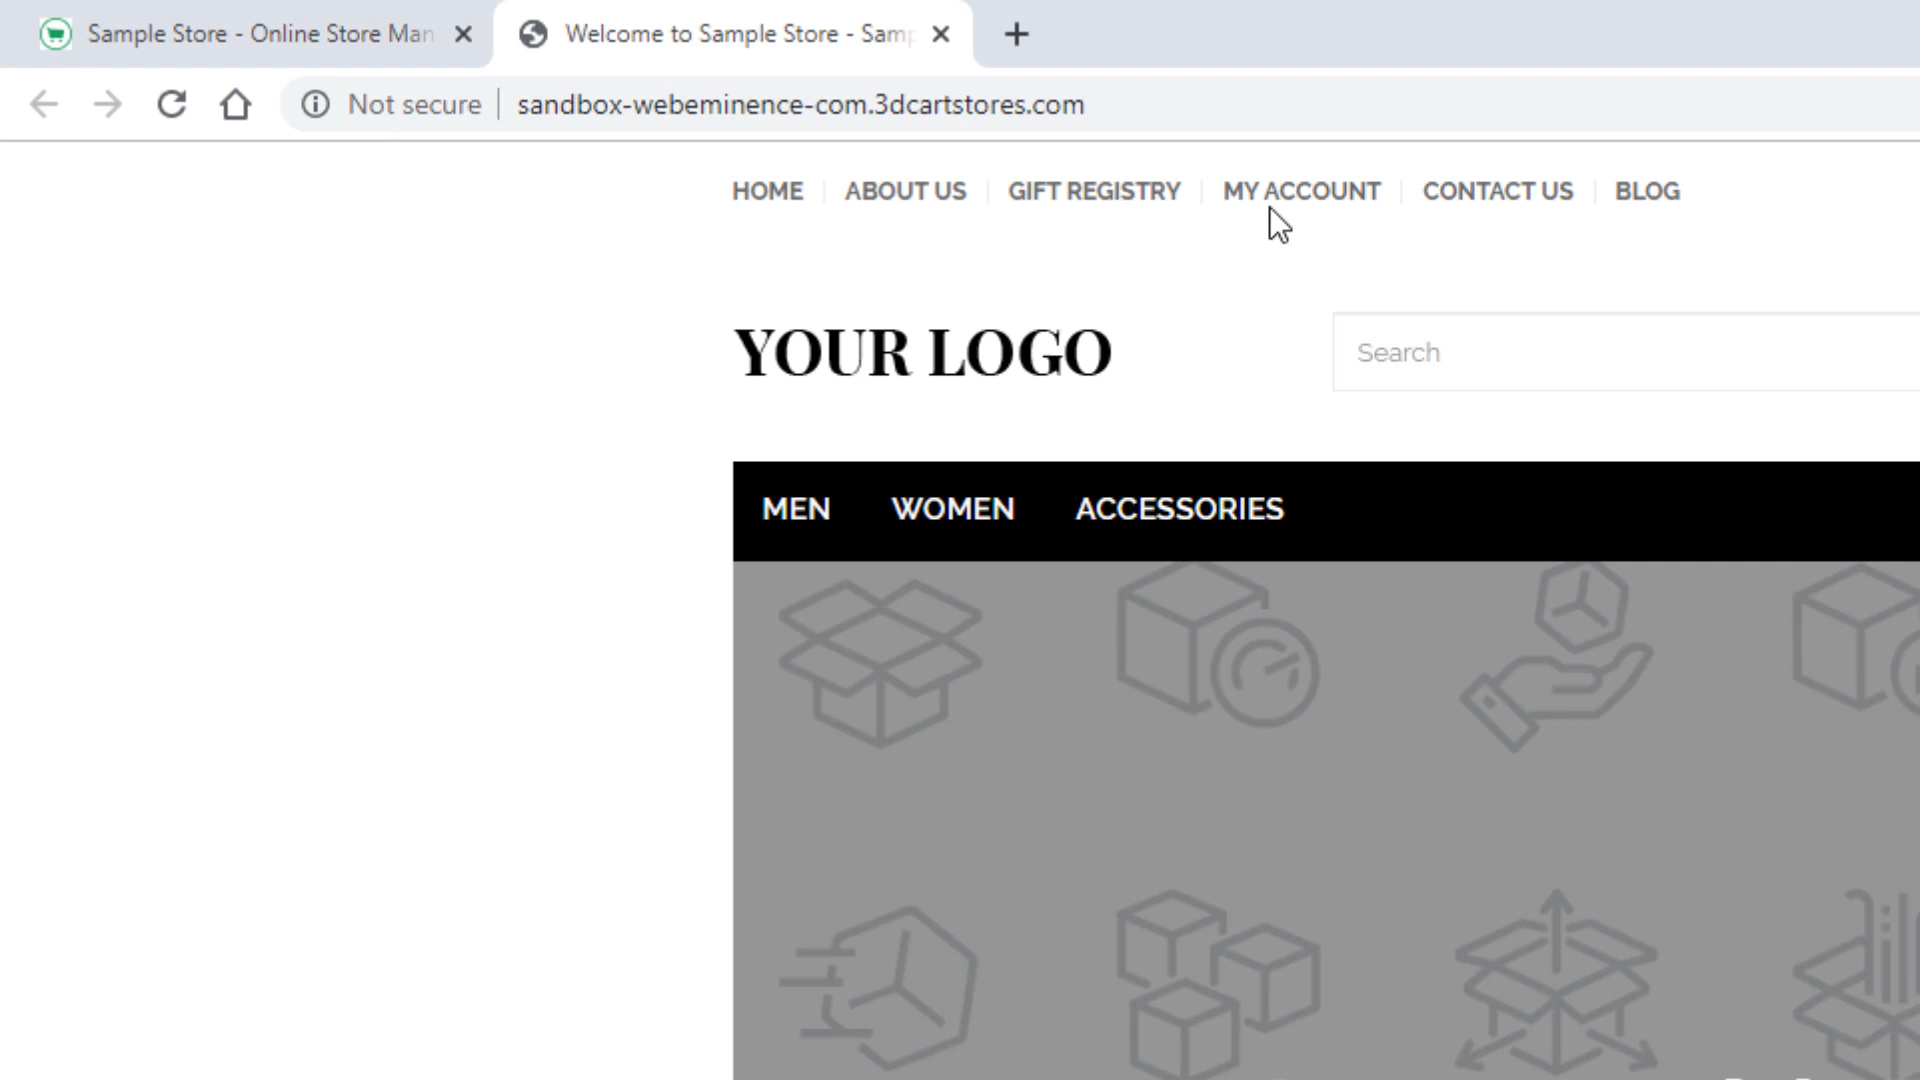 Sample Store - Online Store Man
Welcome to Sample Store - Samp
Not secure
sandbox-webeminence-com.3dcartstores.com
HOME ABOUT US GIFT REGISTRY MY ACCOUNT CONTACT US BLOG
YOUR LOGO
Search
MEN WOMEN ACCESSORIES